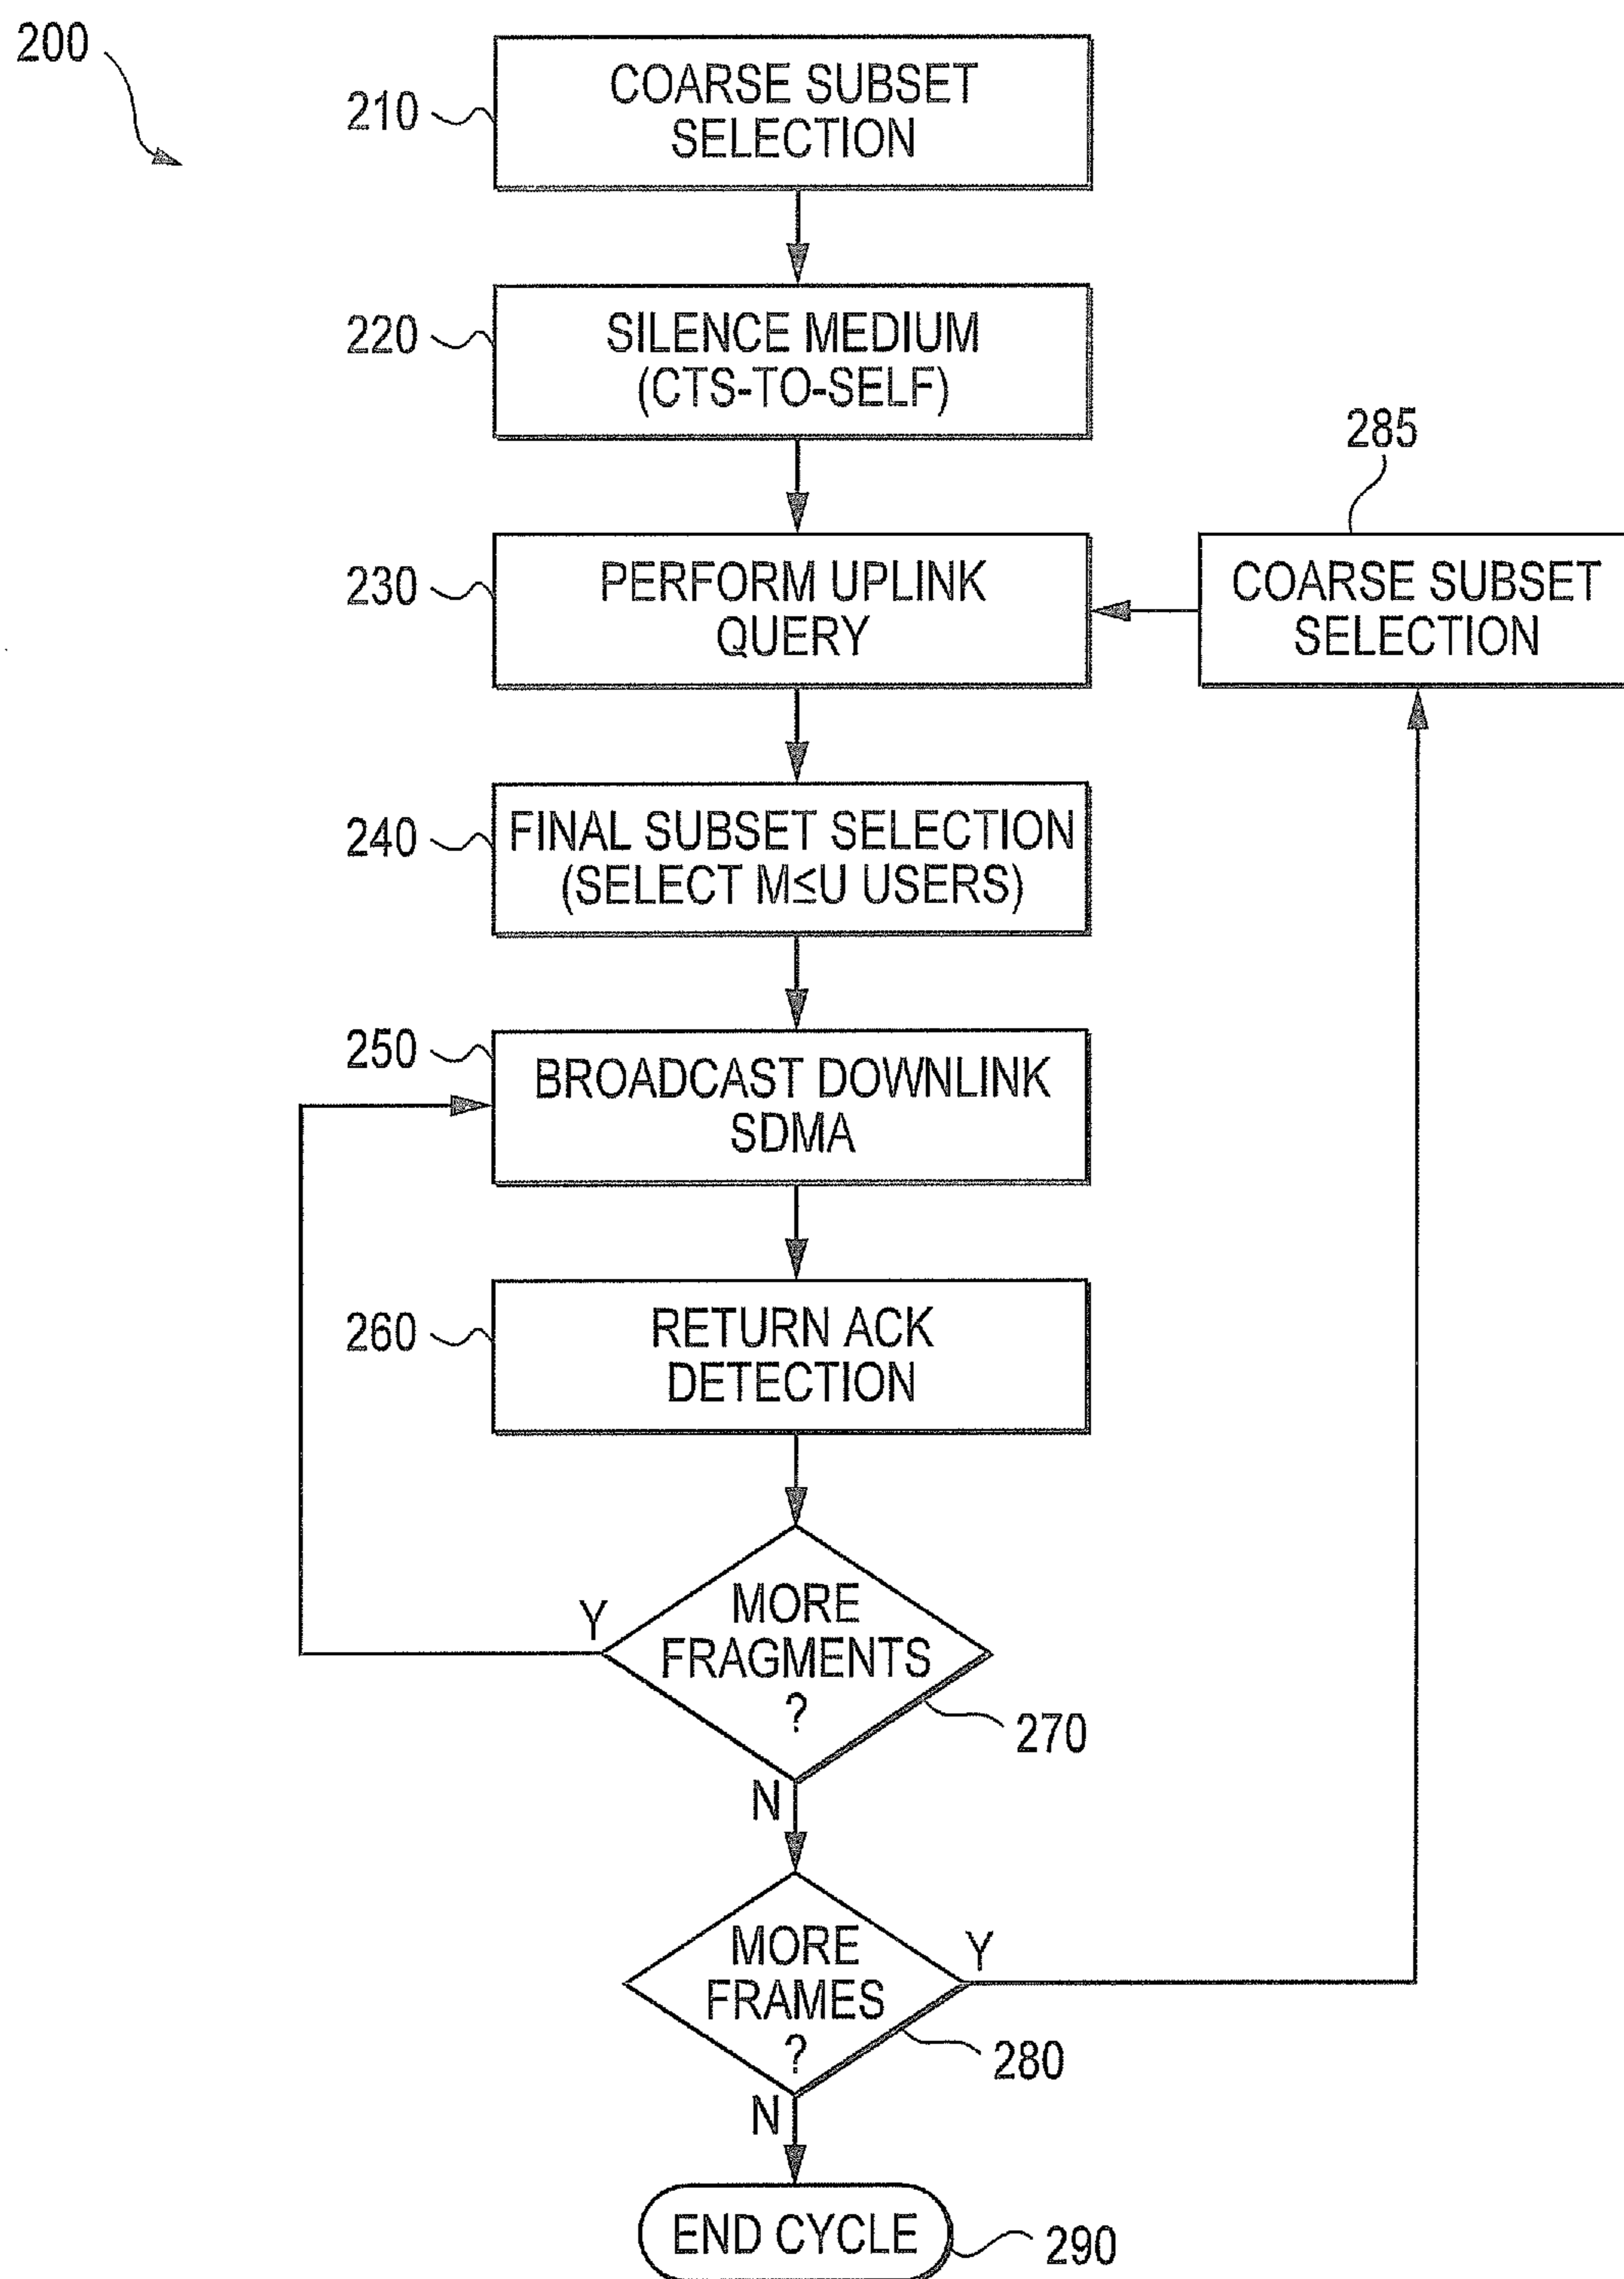 200
210
COARSE SUBSET
SELECTION
220
SILENCE MEDIUM
(CTS-TO-SELF)
285
230
PERFORM UPLINK
QUERY
COARSE SUBSET
SELECTION
240
FINAL SUBSET SELECTION
(SELECT M≤U USERS)
250
BROADCAST DOWNLINK
SDMA
260
RETURN ACK
DETECTION
Y
MORE
FRAGMENTS
?
270
N
MORE
FRAMES
?
Y
280
N
END CYCLE
290